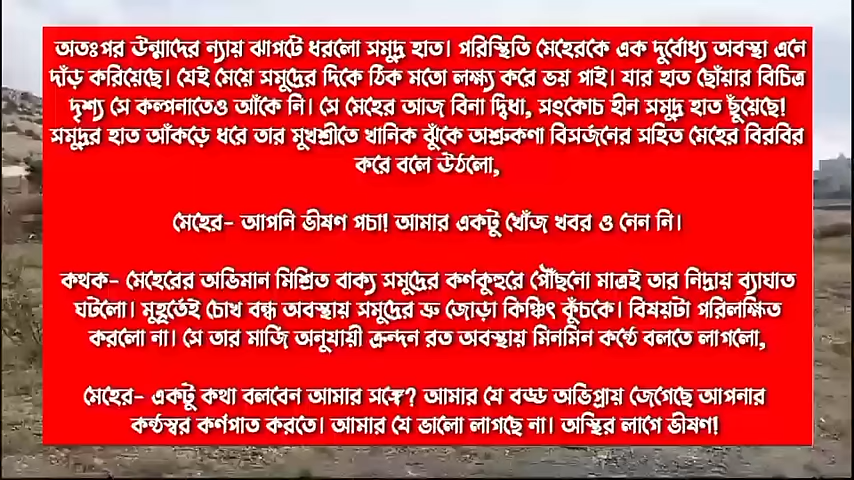 অতঃপর উন্মাদের ন্যায় ঝাপটে ধরলো সমুদ্র হাত। পরিস্থিতি মেহেরকে এক দুর্বোধ্য অবস্থা এনে
দাঁড় করিয়েছে। যেই মেয়ে সমুদ্রের দিকে ঠিক মতো লক্ষ্য করে ভয় পাই। যার হাত ছোঁয়ার বিচিত্র
দৃশ্য সে কল্পনাতেও আঁকে নি। সে মেহের আজ বিনা দ্বিধা, সংকোচ হীন সমুদ্র হাত ছূঁয়েছে!
সমুদ্রর হাত আঁকড়ে ধরে তার মুখশ্রীতে খানিক ঝুঁকে অশ্রুকণা বিসর্জনের সহিত মেহের বিরবির
করে বলে উঠলো,
মেহের- আপনি ভীষণ পচা! আমার একটু খোঁজ খবর ও নেন নি।
কথক- মেহেরের অভিমান মিশ্রিত বাক্য সমুদ্রের কর্ণকুহুরে পৌঁছনো মাত্রই তার নিদ্রায় ব্যাঘাত
ঘটলো। মুহূর্তেই চোখ বন্ধ অবস্থায় সমুদ্রের ভ্রু জোড়া কিঞ্চিৎ কুঁচকে। বিষয়টা পরিলক্ষিত
করলো না। সে তার মার্জি অনুযায়ী ক্রন্দন রত অবস্থায় মিনমিন কন্ঠে বলতে লাগলো,
মেহের- একটু কথা বলবেন আমার সঙ্গে? আমার যে বড্ড অভিপ্রায় জেগেছে আপনার
কন্ঠস্বর কর্ণপাত করতে। আমার যে ভালো লাগছে না। অস্থির লাগে ভীষণ!